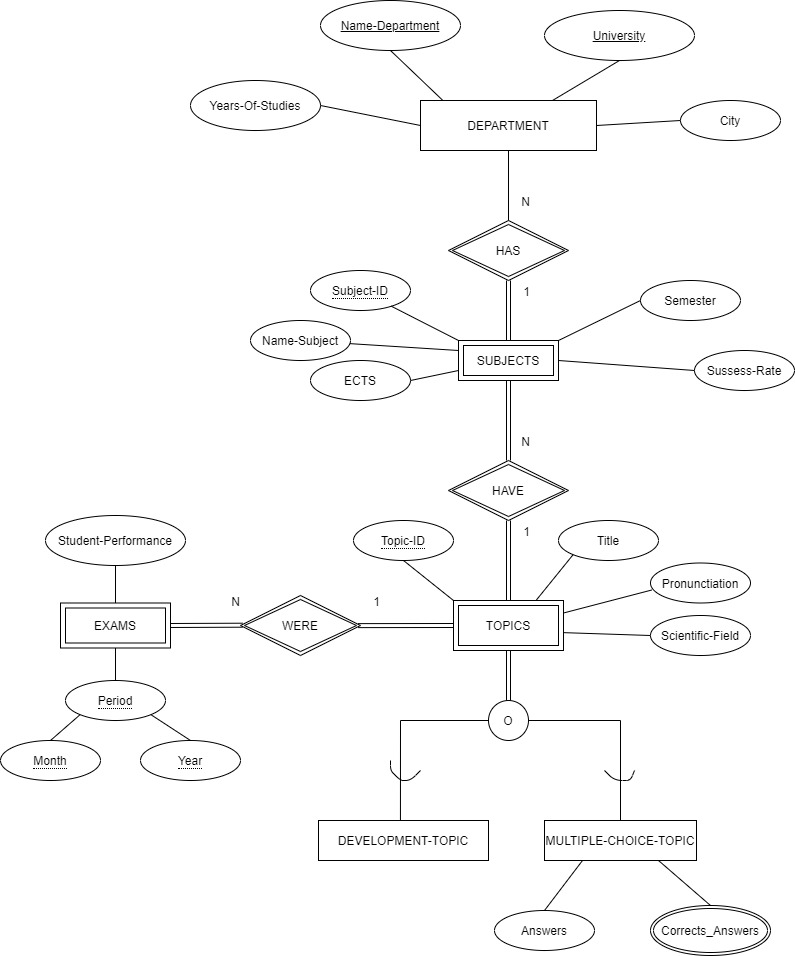 Name-Department
University
Years-Of-Studies
DEPARTMENT
City
N
HAS
Subject-ID
1
Semester
Name-Subject
SUBJECTS
ECTS
Sussess-Rate
N
HAVE
Student-Performance
Topic-ID
1
Title
Pronunctiation
EXAMS
N
WERE
1
TOPICS
Scientific-Field
Period
Month
Year
O
DEVELOPMENT-TOPIC
MULTIPLE-CHOICE-TOPIC
Answers
Corrects_Answers